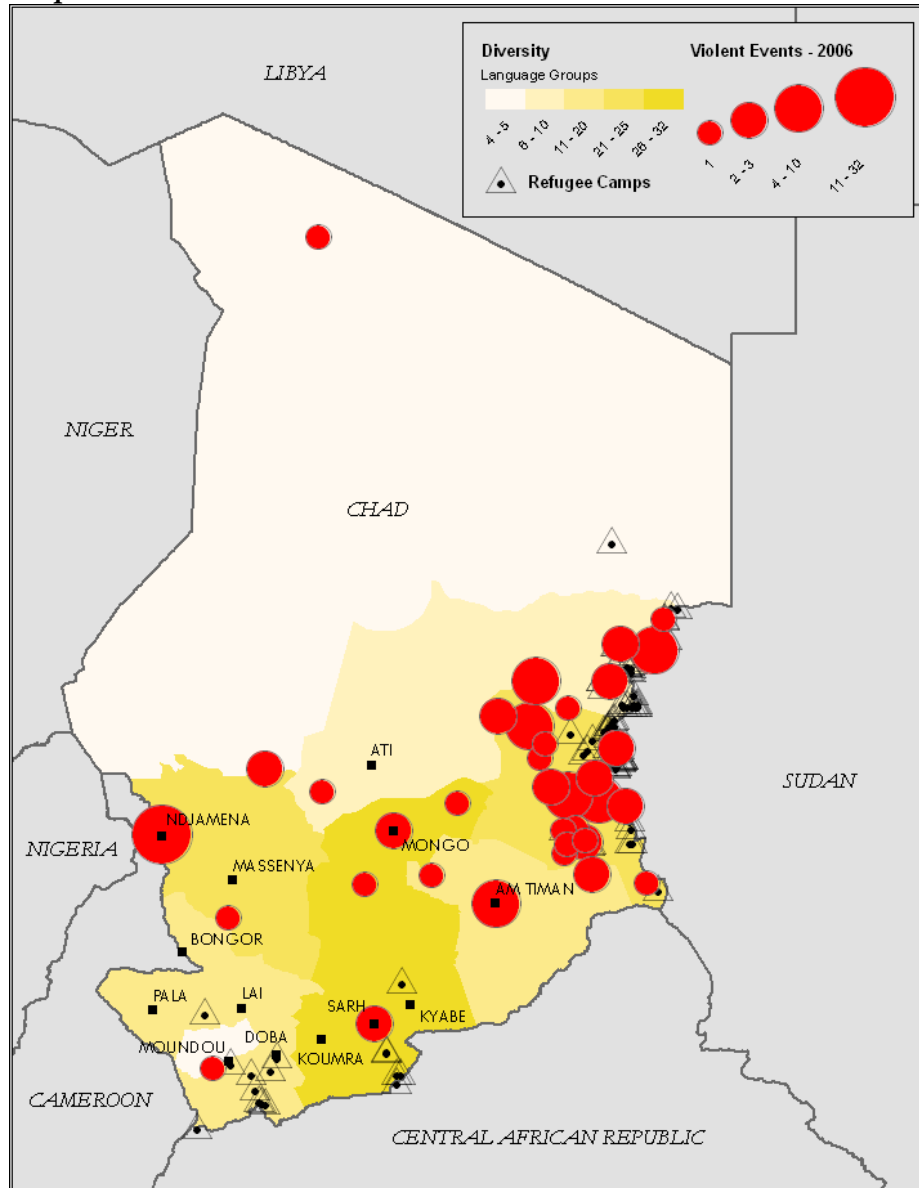 Diversity
Violent Events - 2006
Language Groups
4 - 5
6 - 10
11 - 20
21 - 25
26 - 32
1
2 - 3
4 - 10
11 - 32
Refugee Camps
LIBYA
NIGER
CHAD
SUDAN
ATI
NDJAMENA
MONGO
NIGERIA
MASSENYA
AM TIMAN
BONGOR
PALA
LAI
SARH
KYABE
MOUNDOU
DOBA
KOUMRA
CAMEROON
CENTRAL AFRICAN REPUBLIC